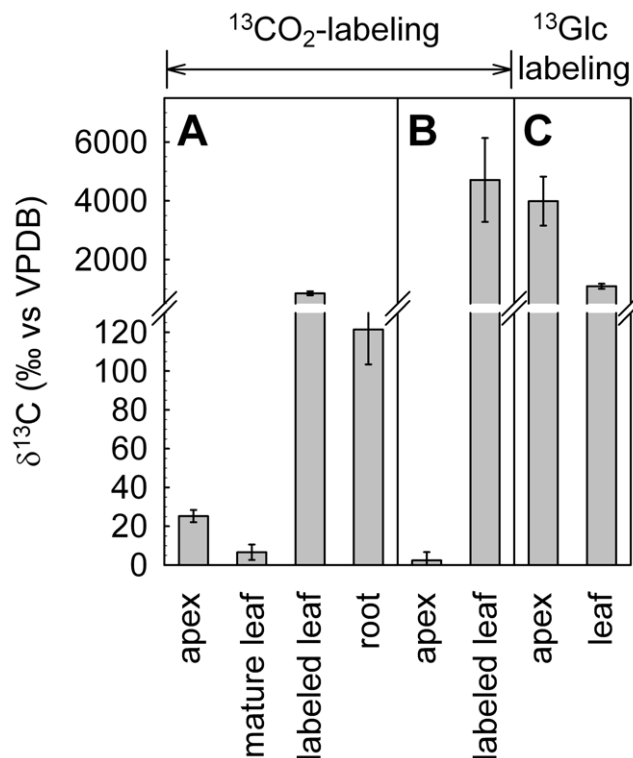 ¹³CO₂-labeling
¹³Glc
labeling
A
B
C
6000
4000
2000
120
100
80
60
40
20
0
δ¹³C (‰ vs VPDB)
apex
mature leaf
labeled leaf
root
apex
labeled leaf
apex
leaf